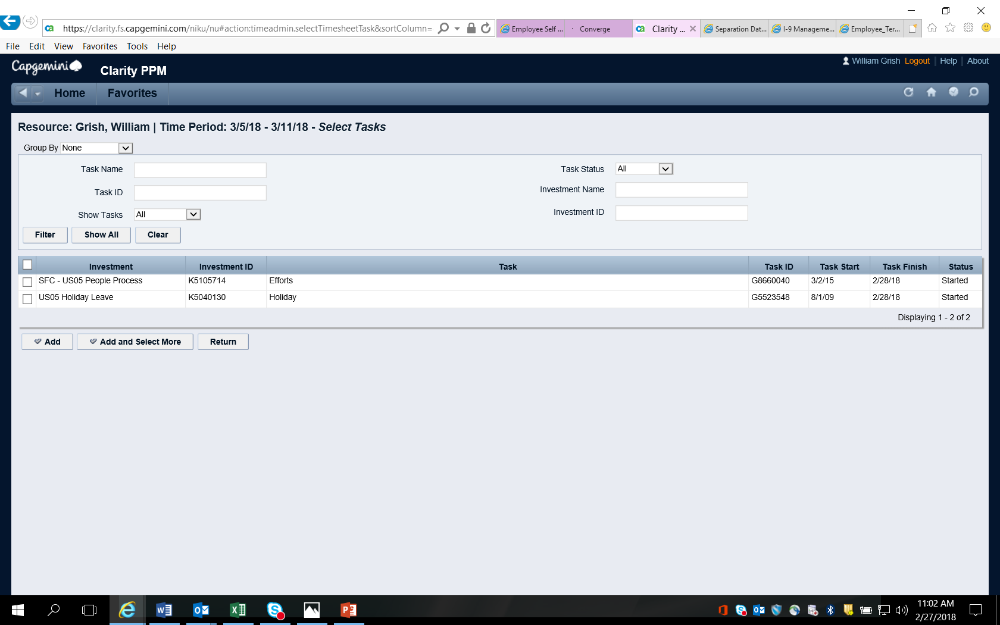 https://clarity.fs.capgemini.com/niku/nu#action:timeadmin.selectTimesheetTask&sortColumn=
Employee Self ...
Converge
Clarity ...
Separation Dat...
I-9 Manageme...
Employee_Ter...
File Edit View Favorites Tools Help
Capgemini
Clarity PPM
William Grish Logout | Help | About
Home Favorites
Resource: Grish, William | Time Period: 3/5/18 - 3/11/18 - Select Tasks
Group By None
Task Name
Task Status All
Task ID
Investment Name
Show Tasks All
Investment ID
Filter Show All Clear
Investment Investment ID Task Task ID Task Start Task Finish Status
SFC - US05 People Process K5105714 Efforts G8660040 3/2/15 2/28/18 Started
US05 Holiday Leave K5040130 Holiday G5523548 8/1/09 2/28/18 Started
Displaying 1 - 2 of 2
Add Add and Select More Return
11:02 AM
2/27/2018